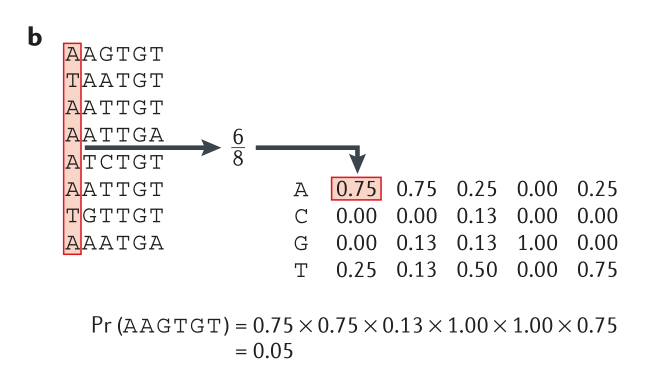 b
AAGTGT
TAATGT
AATTGT
AATTGA
ATCTGT
AATTGT
TGTTGT
AAATGA
6
8
A 0.75 0.75 0.25 0.00 0.25
C 0.00 0.00 0.13 0.00 0.00
G 0.00 0.13 0.13 1.00 0.00
T 0.25 0.13 0.50 0.00 0.75
Pr (AAGTGT) = 0.75 × 0.75 × 0.13 × 1.00 × 1.00 × 0.75
= 0.05